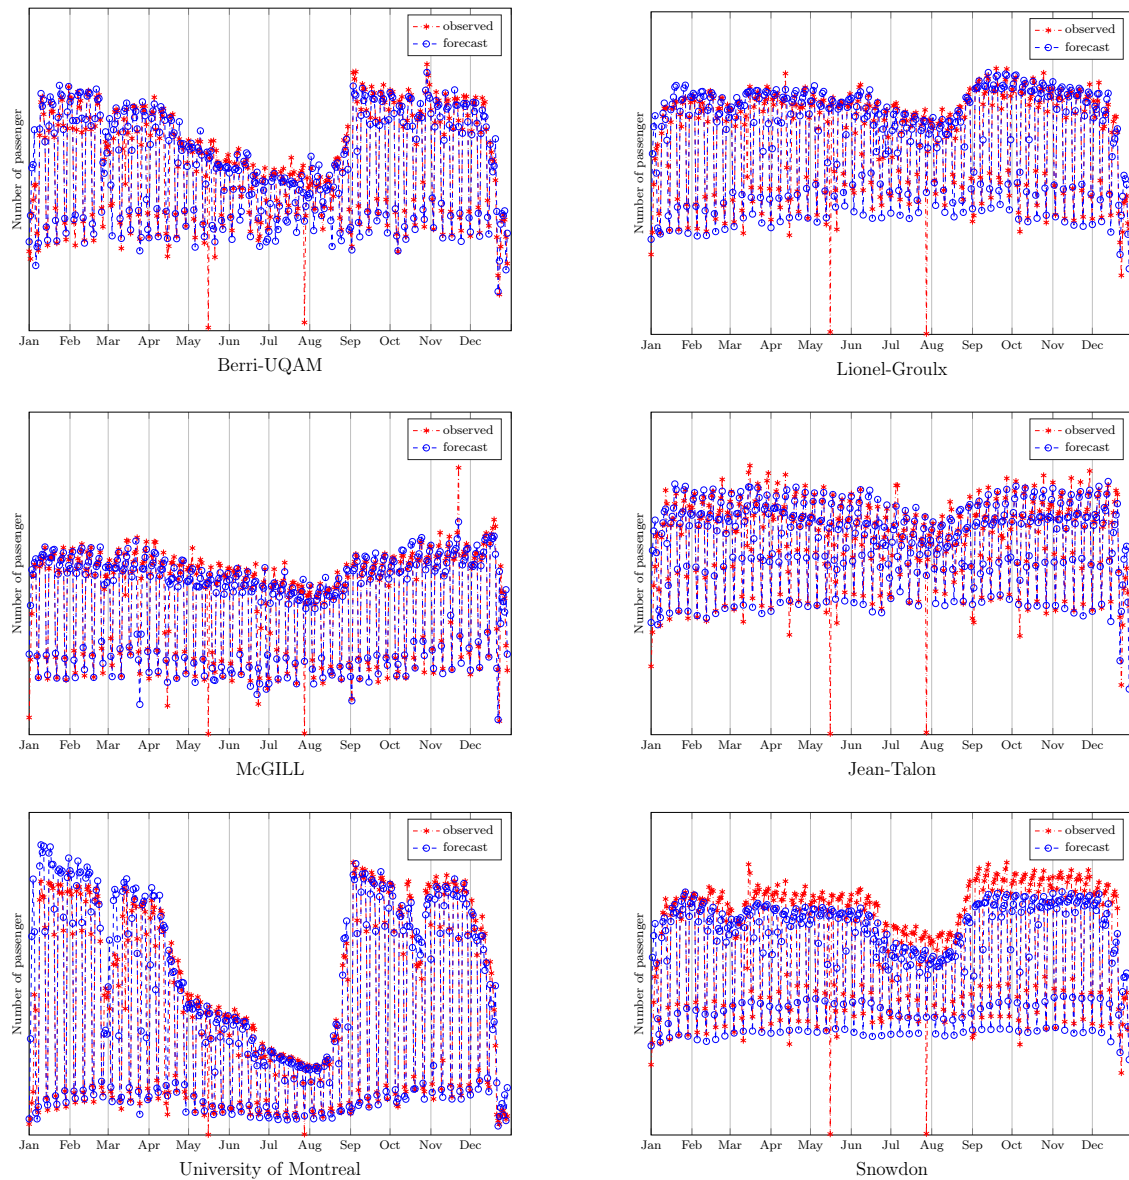 observed
forecast
Number of passenger
Jan Feb Mar Apr May Jun Jul Aug Sep Oct Nov Dec
Berri-UQAM
observed
forecast
Number of passenger
Jan Feb Mar Apr May Jun Jul Aug Sep Oct Nov Dec
Lionel-Groulx
observed
forecast
Number of passenger
Jan Feb Mar Apr May Jun Jul Aug Sep Oct Nov Dec
McGILL
observed
forecast
Number of passenger
Jan Feb Mar Apr May Jun Jul Aug Sep Oct Nov Dec
Jean-Talon
observed
forecast
Number of passenger
Jan Feb Mar Apr May Jun Jul Aug Sep Oct Nov Dec
University of Montreal
observed
forecast
Number of passenger
Jan Feb Mar Apr May Jun Jul Aug Sep Oct Nov Dec
Snowdon